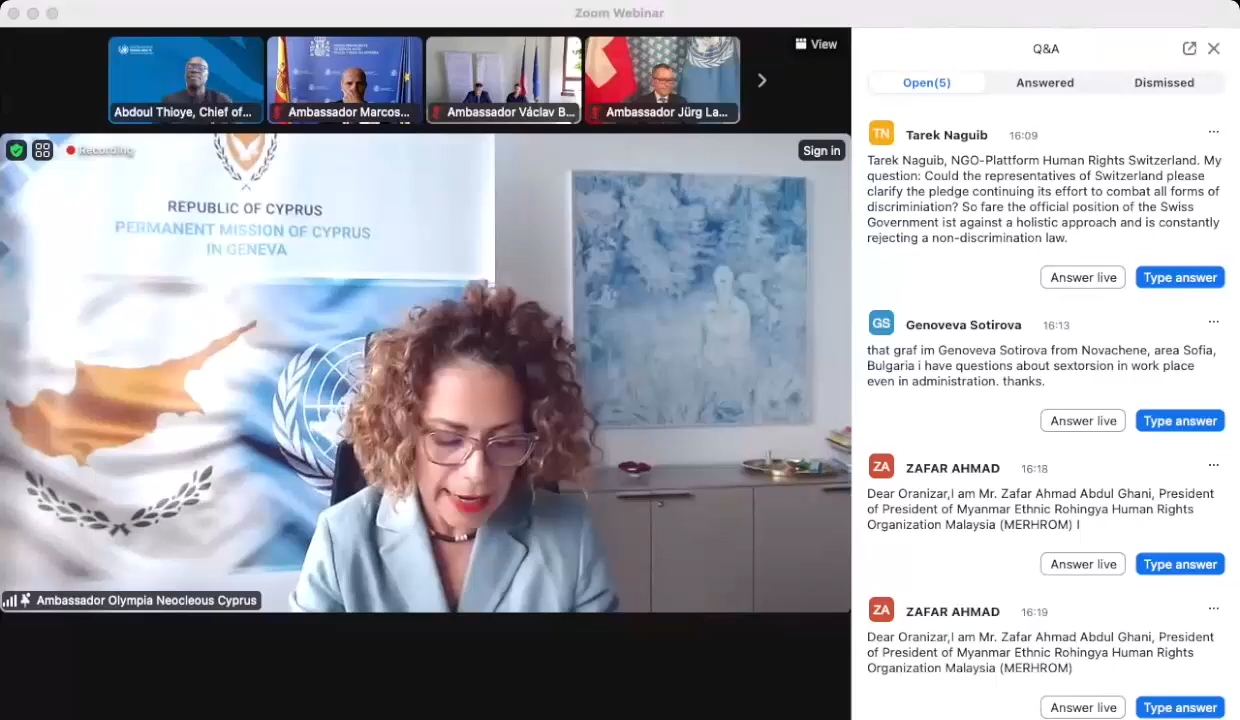 Zoom Webinar
View
Abdoul Thioye, Chief of...
Ambassador Marcos...
Ambassador Václav B...
Ambassador Jürg La...
Recording
Sign in
REPUBLIC OF CYPRUS
PERMANENT MISSION OF CYPRUS
IN GENEVA
Ambassador Olympia Neocleous Cyprus
Q&A
Open(5)
Answered
Dismissed
TN
Tarek Naguib
16:09
Tarek Naguib, NGO-Plattform Human Rights Switzerland. My
question: Could the representatives of Switzerland please
clarify the pledge continuing its effort to combat all forms of
discriminiation? So fare the official position of the Swiss
Government ist against a holistic approach and is constantly
rejecting a non-discrimination law.
Answer live
Type answer
GS
Genoveva Sotirova
16:13
that graf im Genoveva Sotirova from Novachene, area Sofia,
Bulgaria i have questions about sextorsion in work place
even in administration. thanks.
Answer live
Type answer
ZA
ZAFAR AHMAD
16:18
Dear Oranizar,I am Mr. Zafar Ahmad Abdul Ghani, President
of President of Myanmar Ethnic Rohingya Human Rights
Organization Malaysia (MERHROM) I
Answer live
Type answer
ZA
ZAFAR AHMAD
16:19
Dear Oranizar,I am Mr. Zafar Ahmad Abdul Ghani, President
of President of Myanmar Ethnic Rohingya Human Rights
Organization Malaysia (MERHROM)
Answer live
Type answer